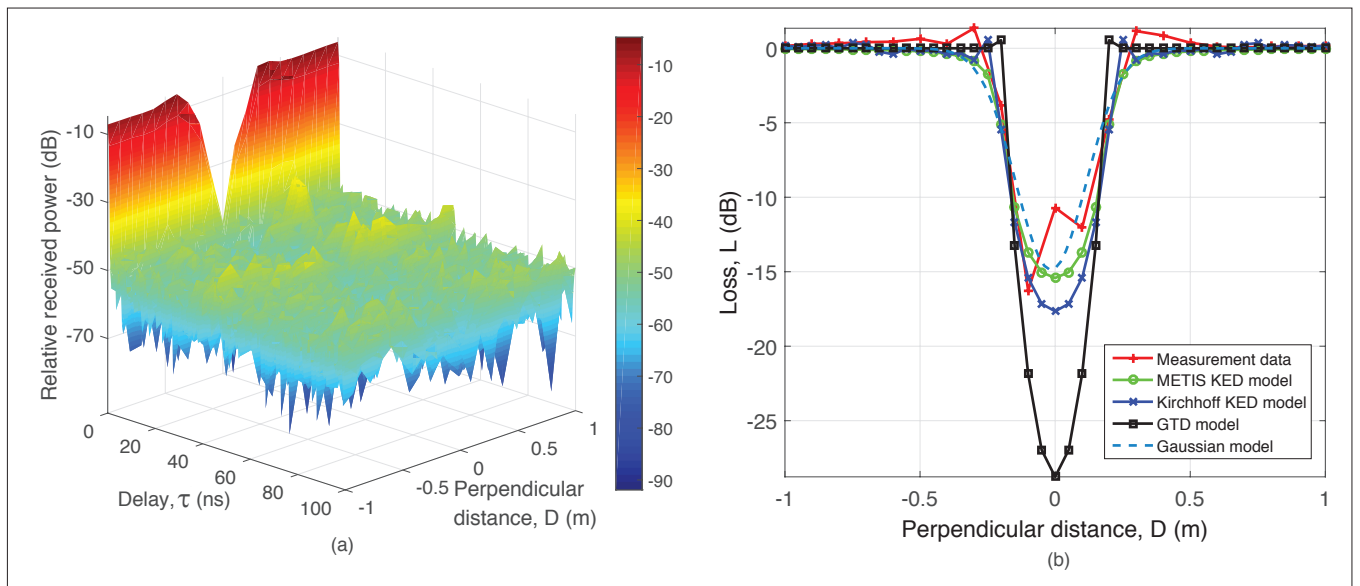 Relative received power (dB)
-10
-30
-50
-70
0
20
40
60
80
100
Delay, τ (ns)
-1
-0.5
0
0.5
1
Perpendicular
distance, D (m)
-10
-20
-30
-40
-50
-60
-70
-80
-90
(a)
Loss, L (dB)
0
-5
-10
-15
-20
-25
Measurement data
METIS KED model
Kirchhoff KED model
GTD model
Gaussian model
-1
-0.5
0
0.5
1
Perpendicular distance, D (m)
(b)